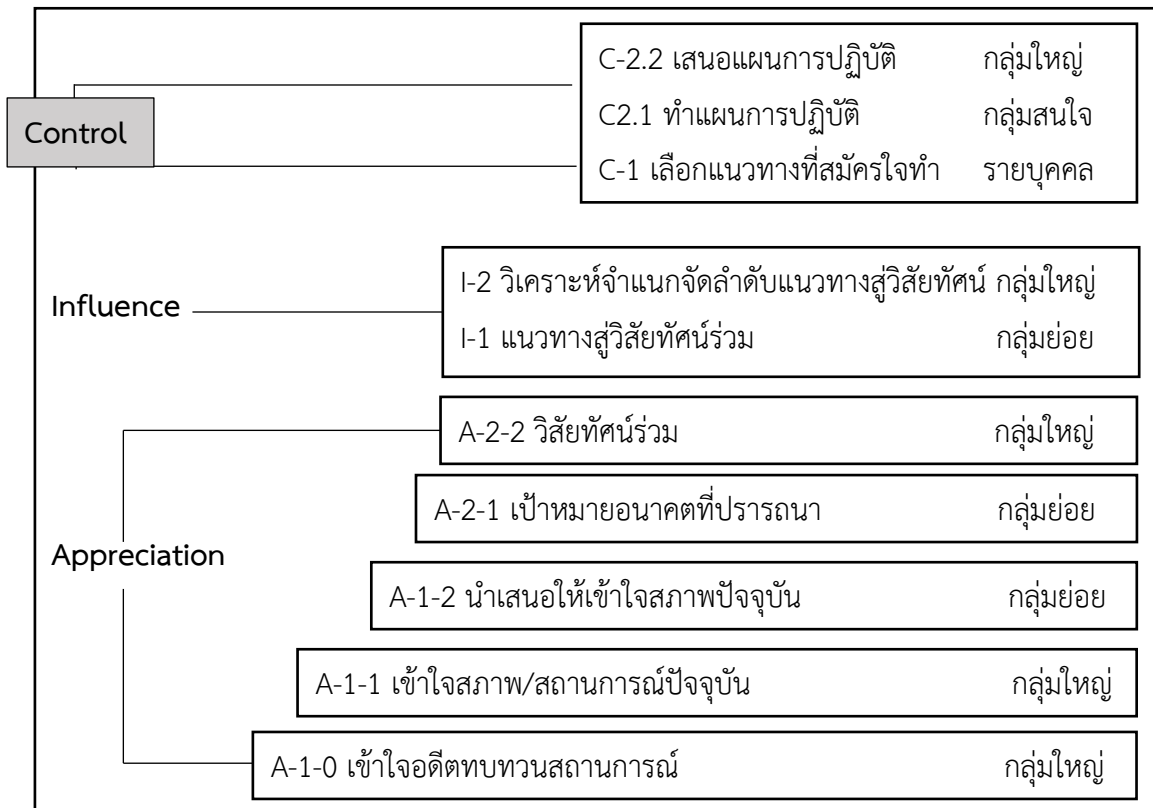 C-2.2 เสนอแผนการปฏิบัติ กลุ่มใหญ่
C2.1 ทำแผนการปฏิบัติ กลุ่มสนใจ
C-1 เลือกแนวทางที่สมัครใจทำ รายบุคคล
Control
I-2 วิเคราะห์จำแนกจัดลำดับแนวทางสู่วิสัยทัศน์ กลุ่มใหญ่
I-1 แนวทางสู่วิสัยทัศน์ร่วม กลุ่มย่อย
Influence
A-2-2 วิสัยทัศน์ร่วม กลุ่มใหญ่
A-2-1 เป้าหมายอนาคตที่ปรารถนา กลุ่มย่อย
Appreciation
A-1-2 นำเสนอให้เข้าใจสภาพปัจจุบัน กลุ่มย่อย
A-1-1 เข้าใจสภาพ/สถานการณ์ปัจจุบัน กลุ่มใหญ่
A-1-0 เข้าใจอดีตทบทวนสถานการณ์ กลุ่มใหญ่